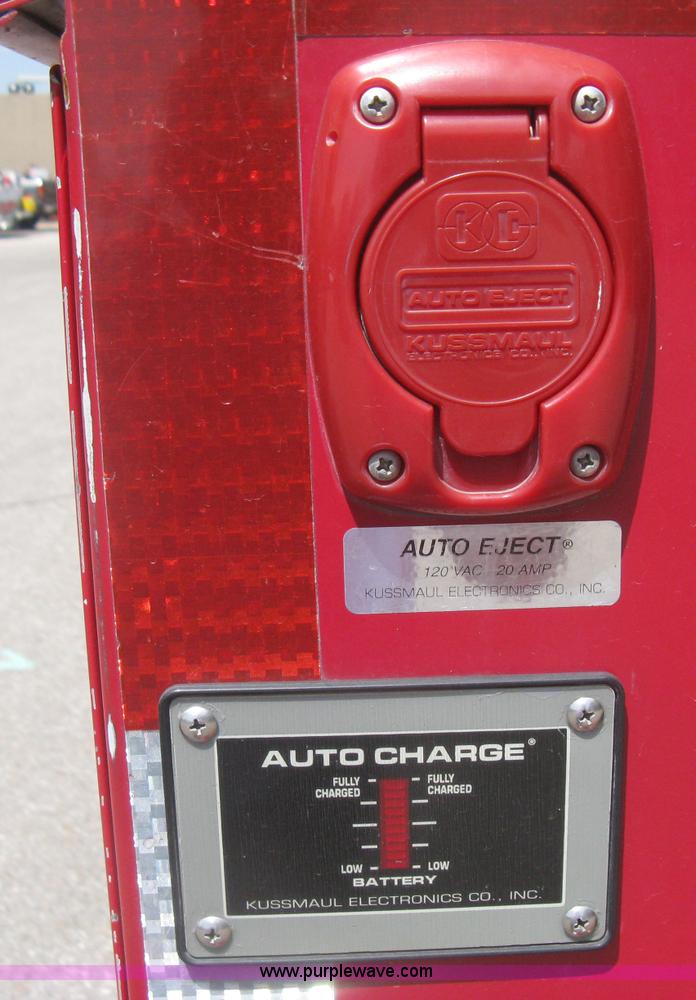 KE
AUTO EJECT
KUSSMAUL
ELECTRONICS CO., INC.
AUTO EJECT®
120 VAC 20 AMP
KUSSMAUL ELECTRONICS CO., INC.
AUTO CHARGE®
FULLY CHARGED
FULLY CHARGED
LOW LOW
BATTERY
KUSSMAUL ELECTRONICS CO., INC.
www.purplewave.com